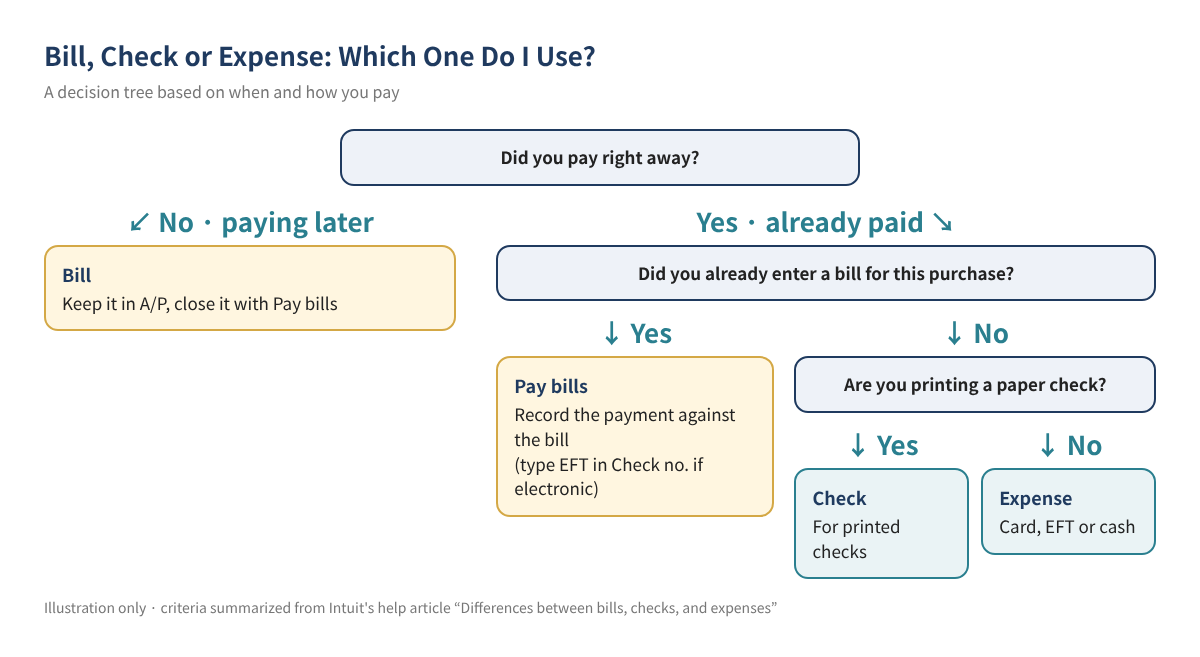 Bill, Check or Expense: Which One Do I Use?
A decision tree based on when and how you pay
Did you pay right away?
↙ No · paying later
Yes · already paid ↘
Bill
Keep it in A/P, close it with Pay bills
Did you already enter a bill for this purchase?
↓ Yes
↓ No
Pay bills
Record the payment against
the bill
(type EFT in Check no. if
electronic)
Are you printing a paper check?
↓ Yes
↓ No
Check
For printed
checks
Expense
Card, EFT or cash
Illustration only · criteria summarized from Intuit's help article “Differences between bills, checks, and expenses”